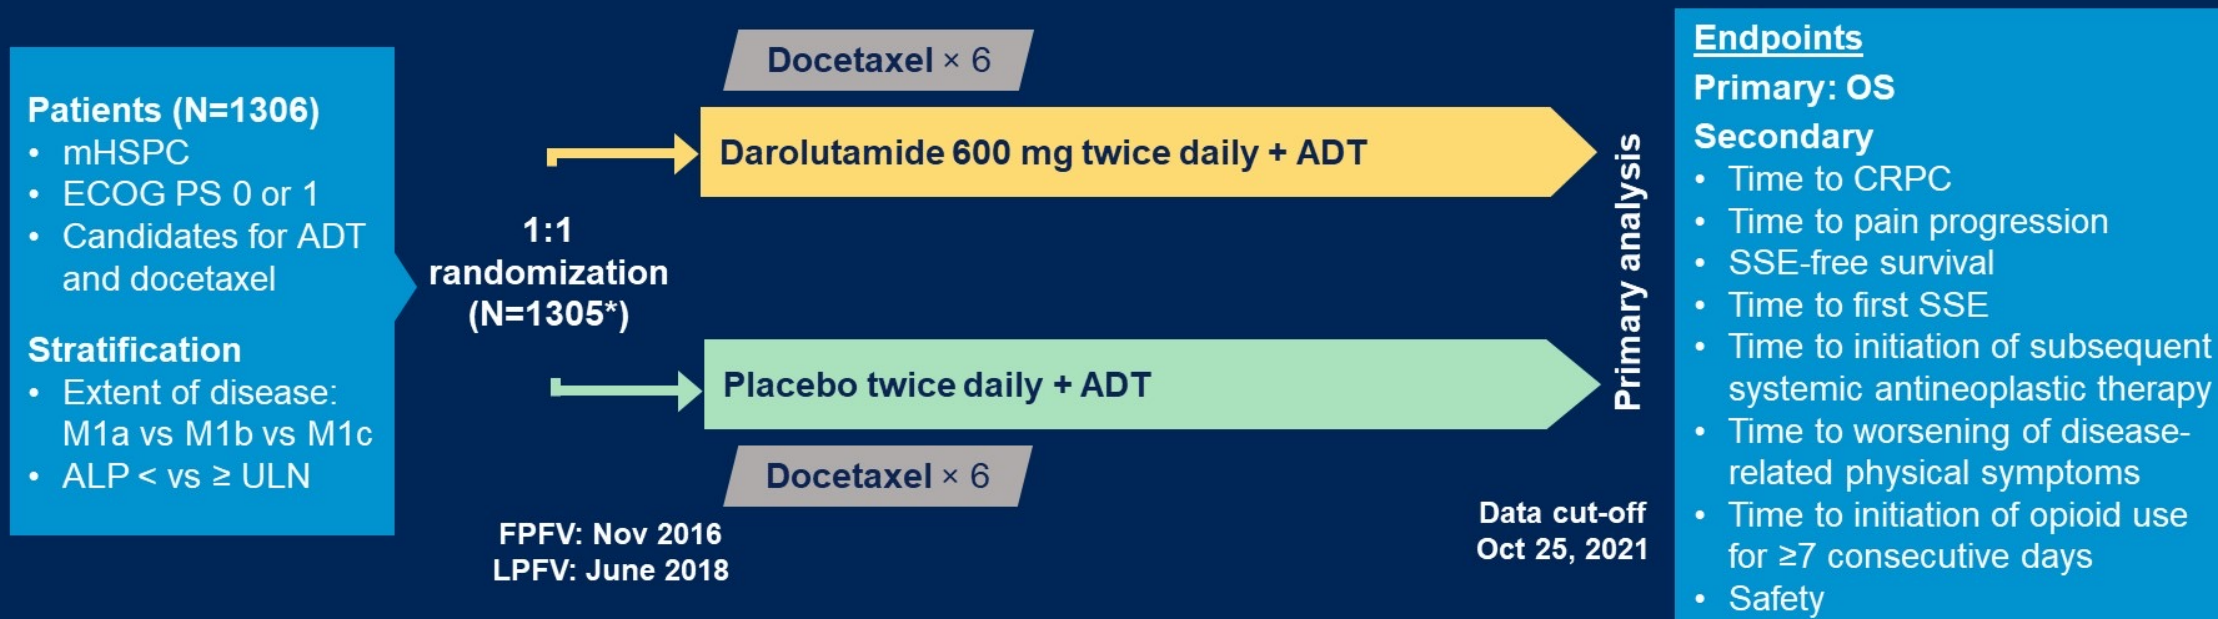 Patients (N=1306)
• mHSPC
• ECOG PS 0 or 1
• Candidates for ADT
and docetaxel
Stratification
• Extent of disease:
M1a vs M1b vs M1c
• ALP < vs ≥ ULN
1:1
randomization
(N=1305*)
FPFV: Nov 2016
LPFV: June 2018
Docetaxel × 6
Darolutamide 600 mg twice daily + ADT
Placebo twice daily + ADT
Docetaxel × 6
Primary analysis
Data cut-off
Oct 25, 2021
Endpoints
Primary: OS
Secondary
• Time to CRPC
• Time to pain progression
• SSE-free survival
• Time to first SSE
• Time to initiation of subsequent
systemic antineoplastic therapy
• Time to worsening of disease-
related physical symptoms
• Time to initiation of opioid use
for ≥7 consecutive days
• Safety